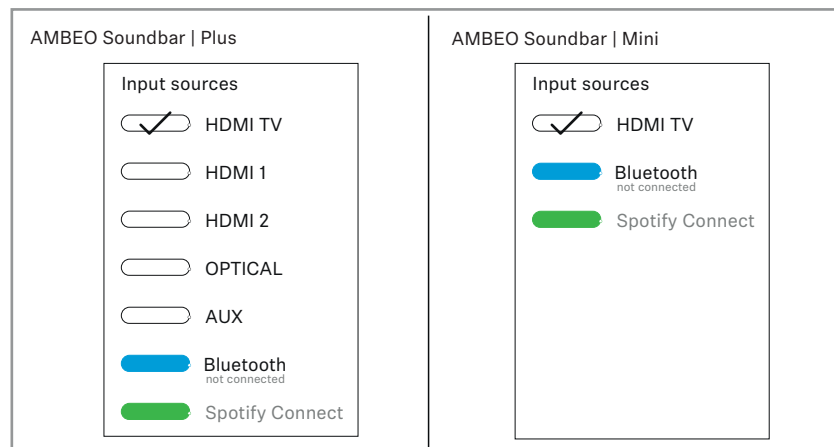 AMBEO Soundbar | Plus
Input sources
HDMI TV
HDMI 1
HDMI 2
OPTICAL
AUX
Bluetooth
not connected
Spotify Connect
AMBEO Soundbar | Mini
Input sources
HDMI TV
Bluetooth
not connected
Spotify Connect